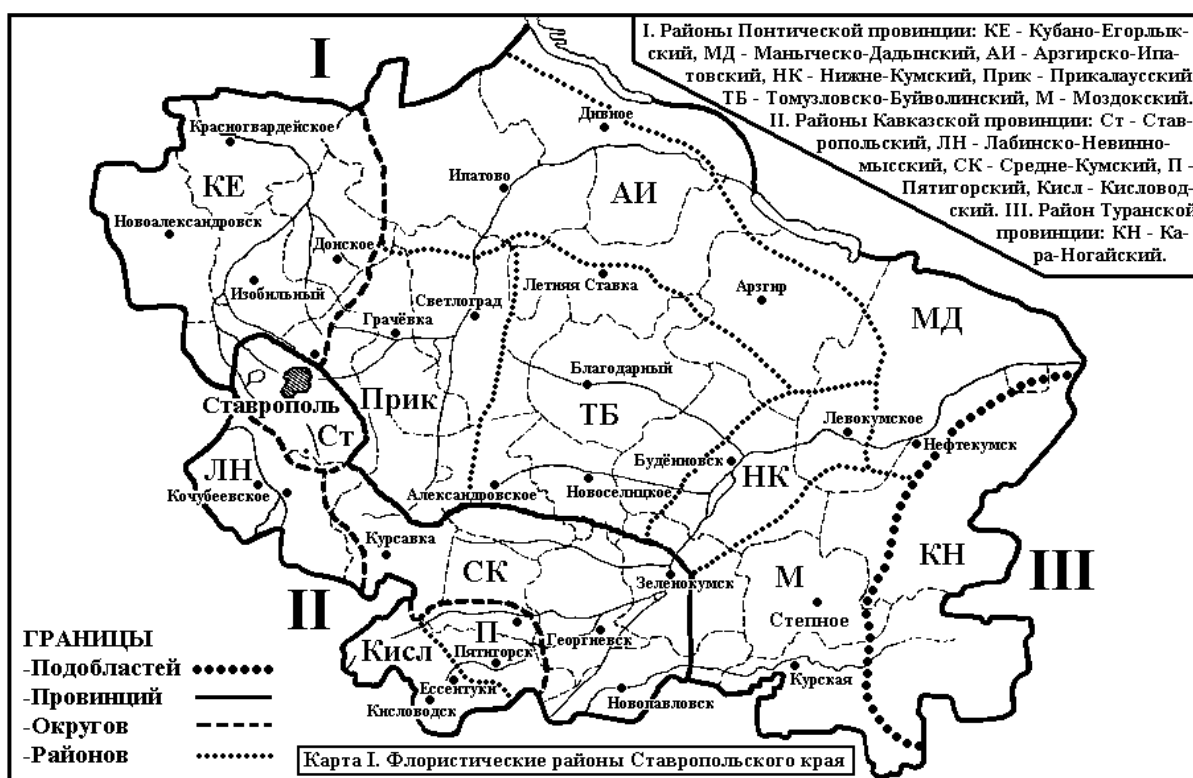 I. Районы Понтической провинции: КЕ - Кубано-Егорлык-
ский, МД - Маныческо-Дадынский, АИ - Арзгирско-Ипа-
товский, НК - Нижне-Кумский, Прик - Прикалаусский
ТБ - Томузловско-Буйволинский, М - Моздокский.
II. Районы Кавказской провинции: Ст - Став-
ропольский, ЛН - Лабинско-Невинно-
мысский, СК - Средне-Кумский, П -
Пятигорский, Кисл - Кисловод-
ский. III. Район Туранской
провинции: КН - Ка-
ра-Ногайский.
I
Дивное
Красногвардейское
Ипатово
КЕ
АИ
Новоалександровск
Донское
Изобильный
Летняя Ставка
Арзгир
Светлоград
Грачёвка
МД
Благодарный
Ставрополь
Прик
ТБ
Ст
Левокумское
Нефтекумск
ЛН
Будённовск
НК
Кочубеевское
Александровское
Новоселицкое
Курсавка
КН
СК
Зеленокумск
М
III
II
Степное
П
Георгиевск
Кисл
Пятигорск
Ессентуки
Курская
Кисловодск
Новопавловск
ГРАНИЦЫ
-Подобластей
-Провинций
-Округов
-Районов
Карта I. Флористические районы Ставропольского края